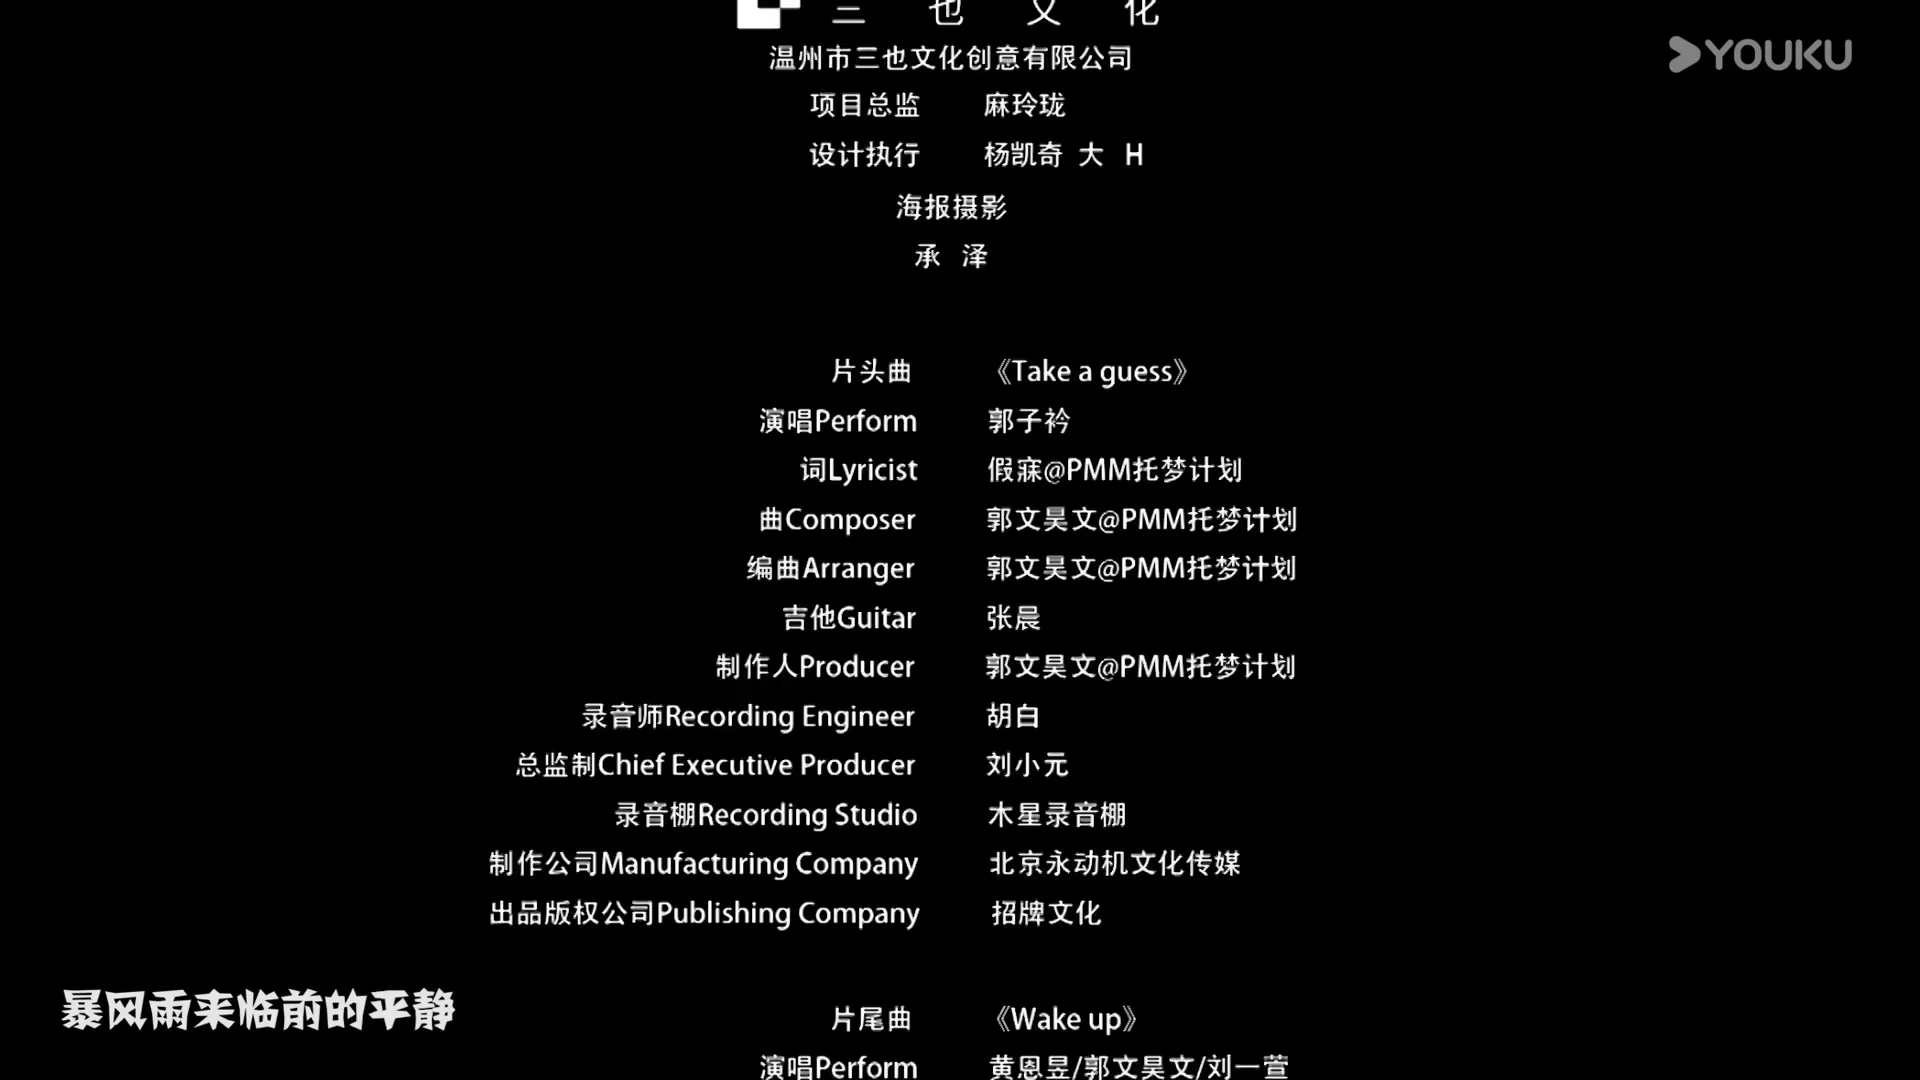 三也文化
温州市三也文化创意有限公司
YOUKU
项目总监 麻玲珑
设计执行 杨凯奇 大 H
海报摄影
承 泽
片头曲 《Take a guess》
演唱Perform 郭子衿
词Lyricist 假寐@PMM托梦计划
曲Composer 郭文昊文@PMM托梦计划
编曲Arranger 郭文昊文@PMM托梦计划
吉他Guitar 张晨
制作人Producer 郭文昊文@PMM托梦计划
录音师Recording Engineer 胡白
总监制Chief Executive Producer 刘小元
录音棚Recording Studio 木星录音棚
制作公司Manufacturing Company 北京永动机文化传媒
出品版权公司Publishing Company 招牌文化
暴风雨来临前的平静
片尾曲 《Wake up》
演唱Perform 黄恩昱/郭文昊文/刘一萱